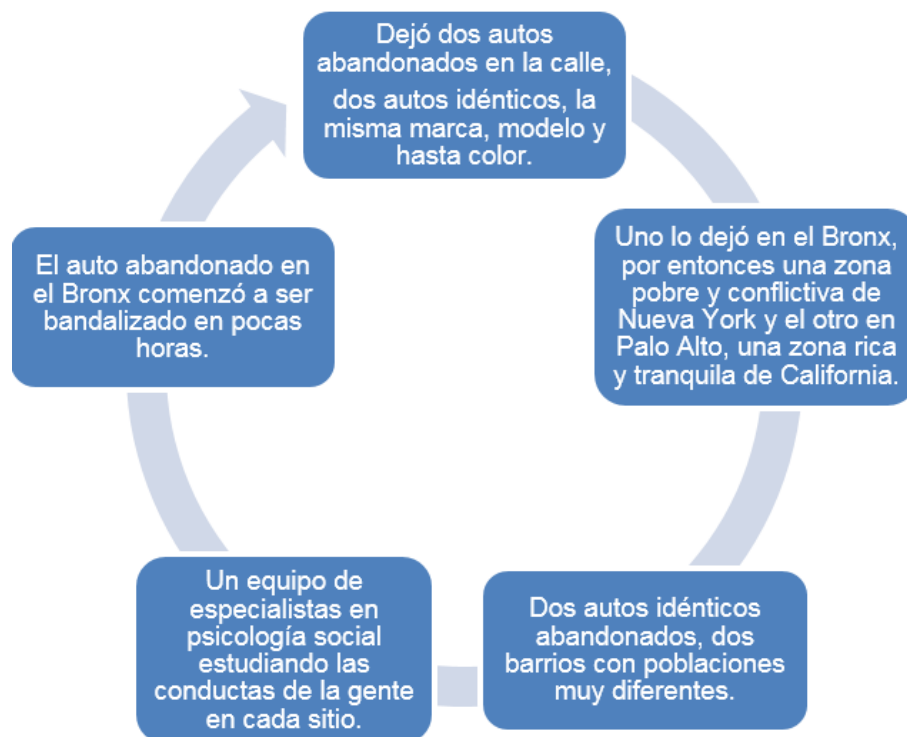 Dejó dos autos
abandonados en la calle,
dos autos idénticos, la
misma marca, modelo y
hasta color.
Uno lo dejó en el Bronx,
por entonces una zona
pobre y conflictiva de
Nueva York y el otro en
Palo Alto, una zona rica
y tranquila de California.
Dos autos idénticos
abandonados, dos
barrios con poblaciones
muy diferentes.
Un equipo de
especialistas en
psicología social
estudiando las
conductas de la gente
en cada sitio.
El auto abandonado en
el Bronx comenzó a ser
bandalizado en pocas
horas.